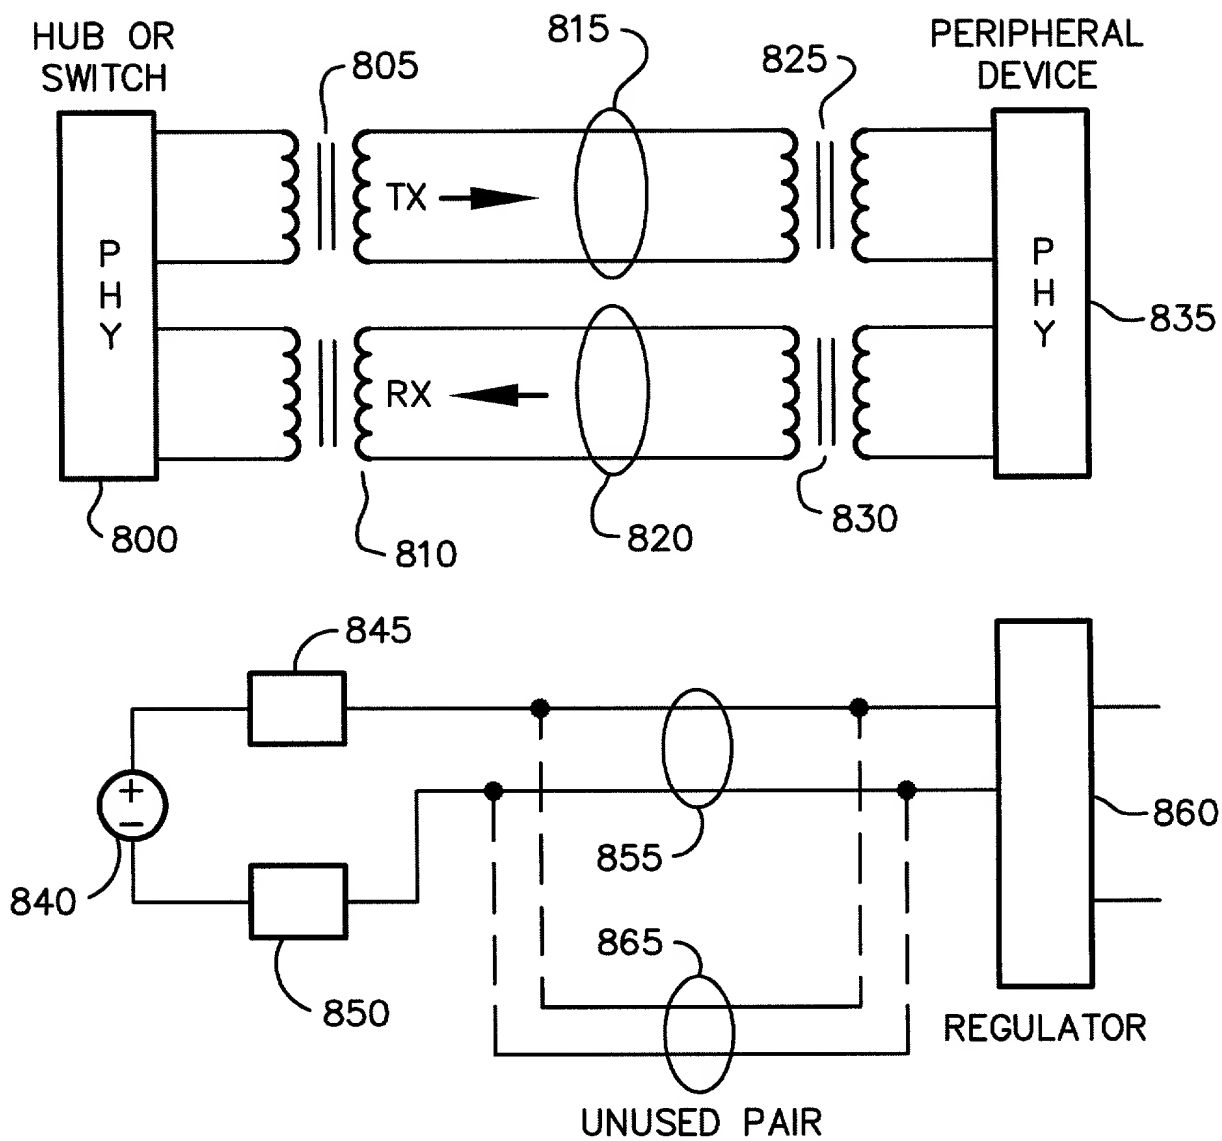 HUB OR
SWITCH
805
815
825
PERIPHERAL
DEVICE
P
H
Y
TX
P
H
Y
835
RX
800
810
820
830
845
+
−
840
855
860
865
850
REGULATOR
UNUSED PAIR